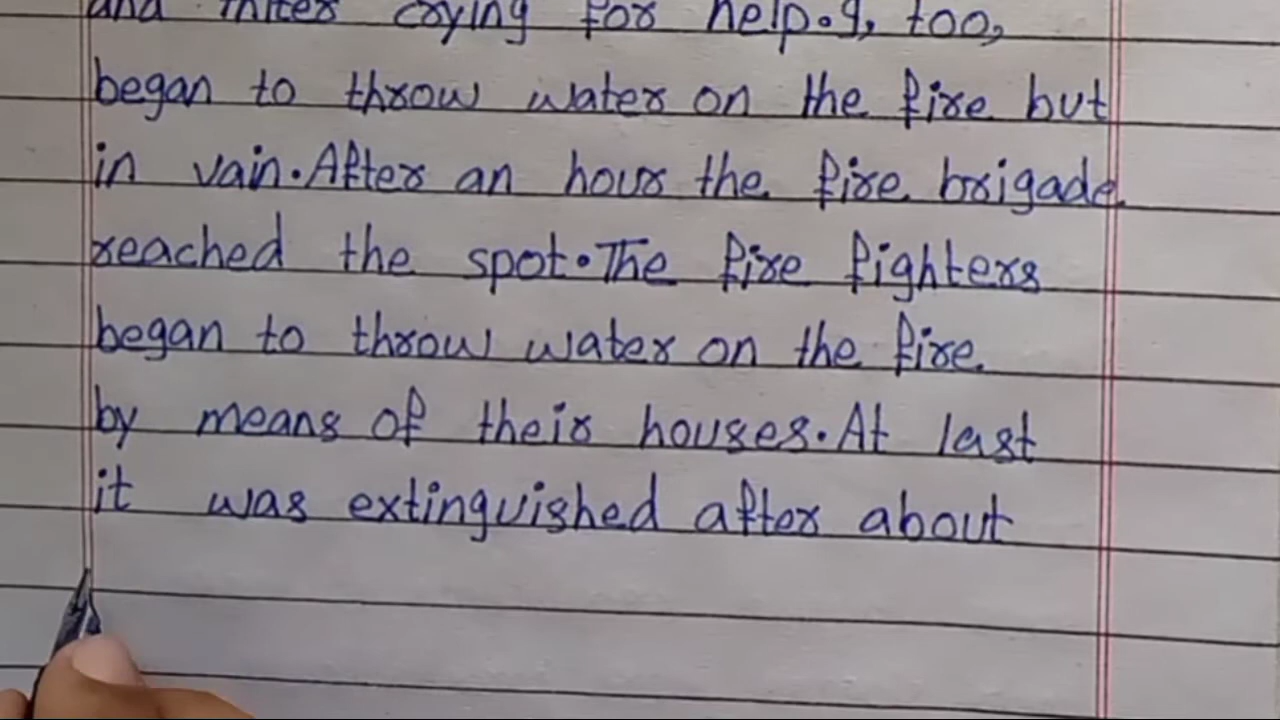 and thiter crying for help. I, too,
began to throw water on the fire but
in vain. After an hour the fire brigade
reached the spot. The fire fighters
began to throw water on the fire
by means of their houses. At last
it was extinguished after about